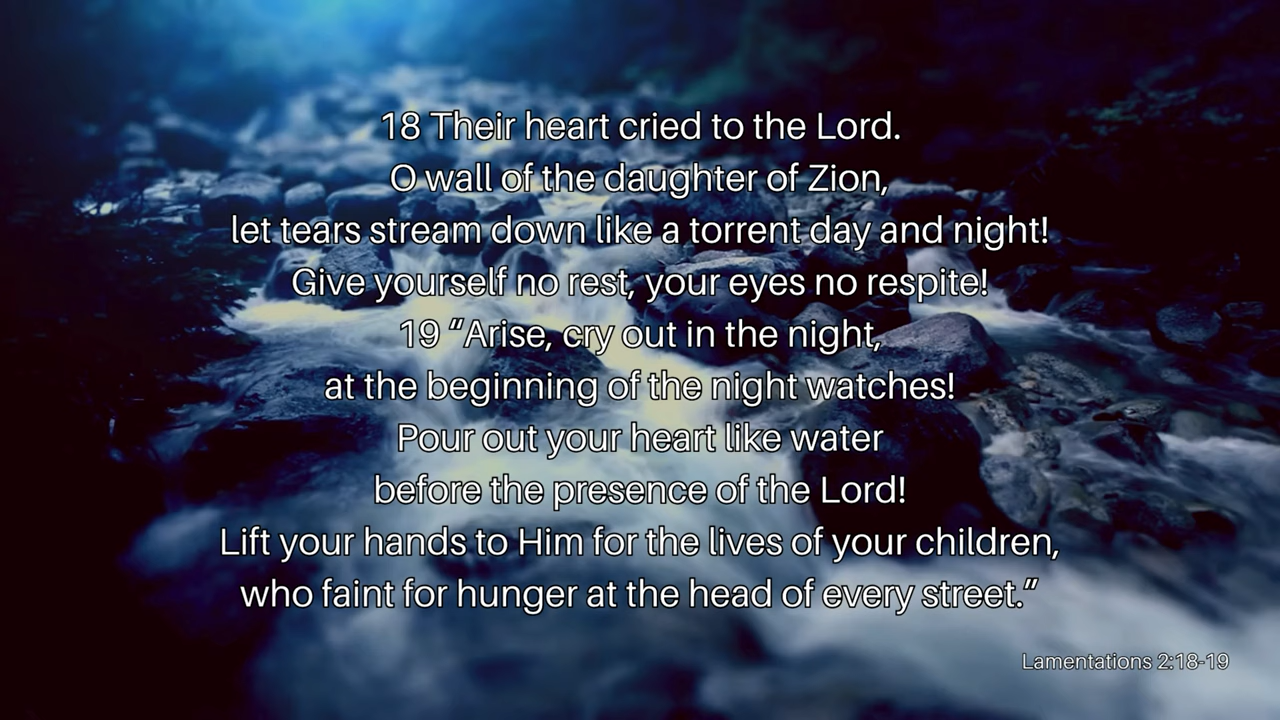 18 Their heart cried to the Lord.
O wall of the daughter of Zion,
let tears stream down like a torrent day and night!
Give yourself no rest, your eyes no respite!
19 “Arise, cry out in the night,
at the beginning of the night watches!
Pour out your heart like water
before the presence of the Lord!
Lift your hands to Him for the lives of your children,
who faint for hunger at the head of every street.”
Lamentations 2:18-19